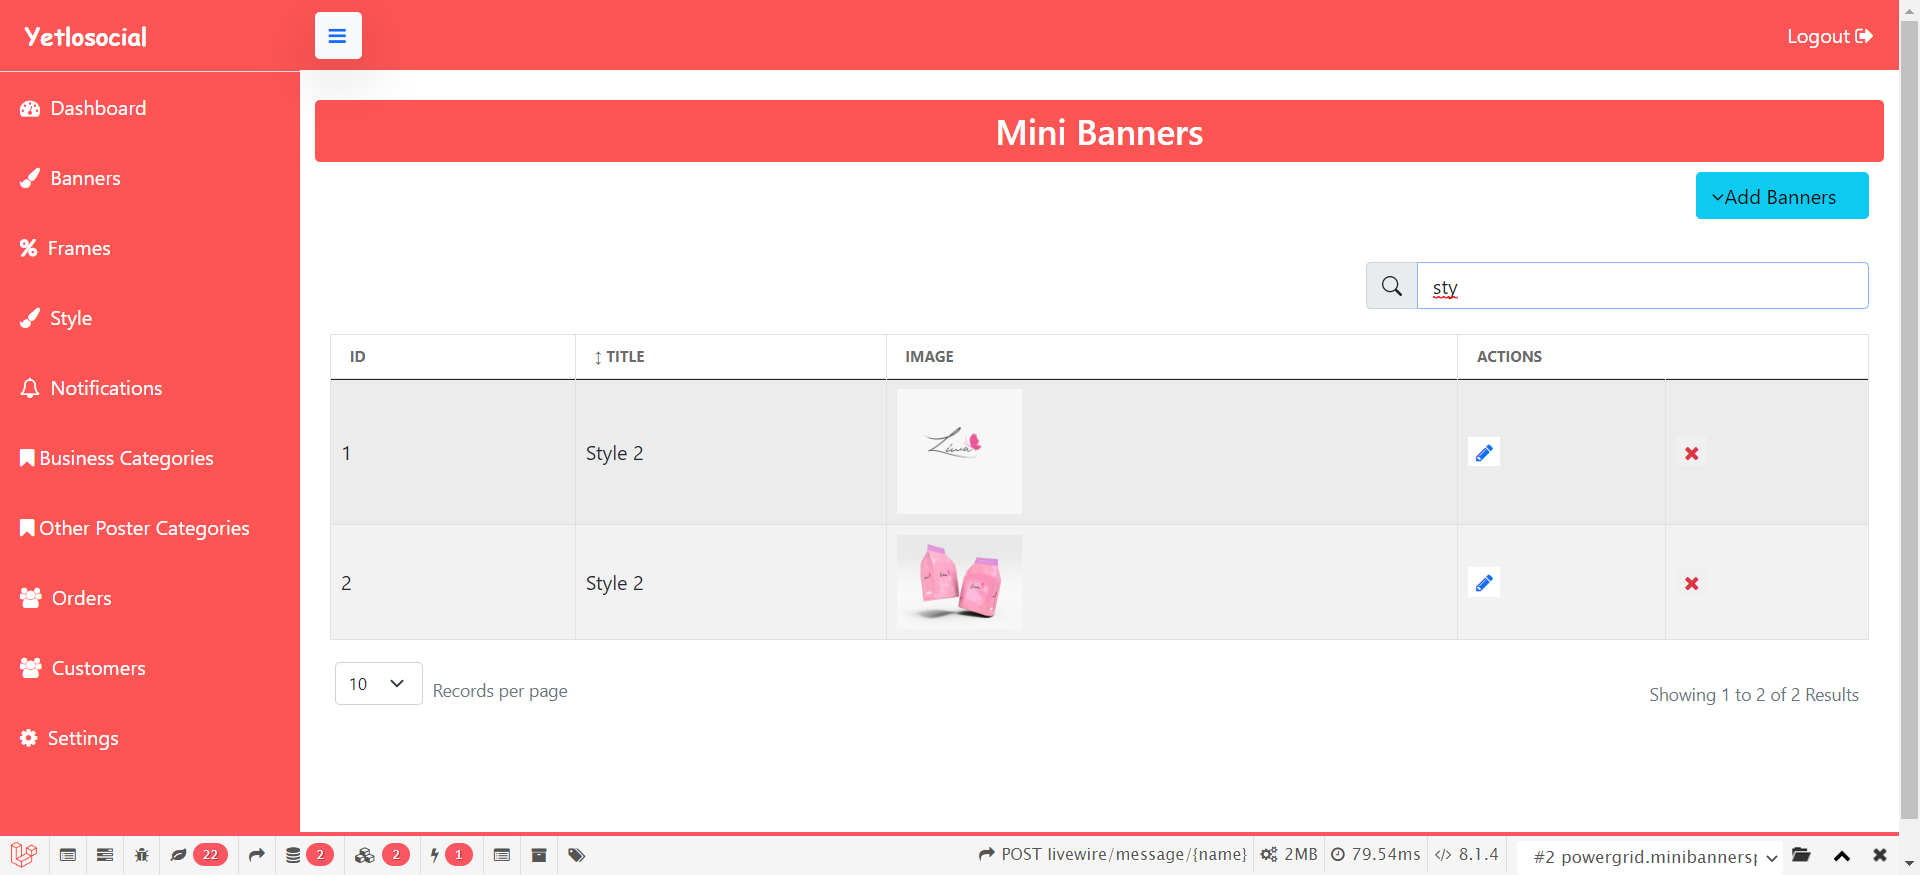 Yetlosocial
Logout
Dashboard
Banners
Frames
Style
Notifications
Business Categories
Other Poster Categories
Orders
Customers
Settings
Mini Banners
Add Banners
sty
ID TITLE IMAGE ACTIONS
1 Style 2
2 Style 2
10 Records per page
Showing 1 to 2 of 2 Results
22 2 2 1 POST livewire/message/{name} 2MB 79.54ms 8.1.4 #2 powergrid.minibanners